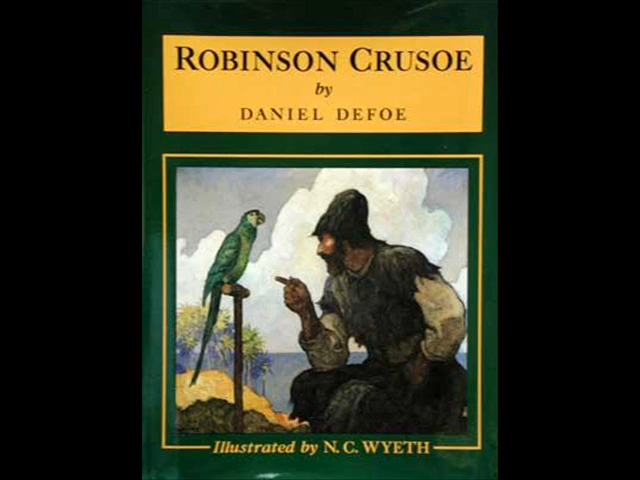 ROBINSON CRUSOE
by
DANIEL DEFOE
Illustrated by N. C. WYETH